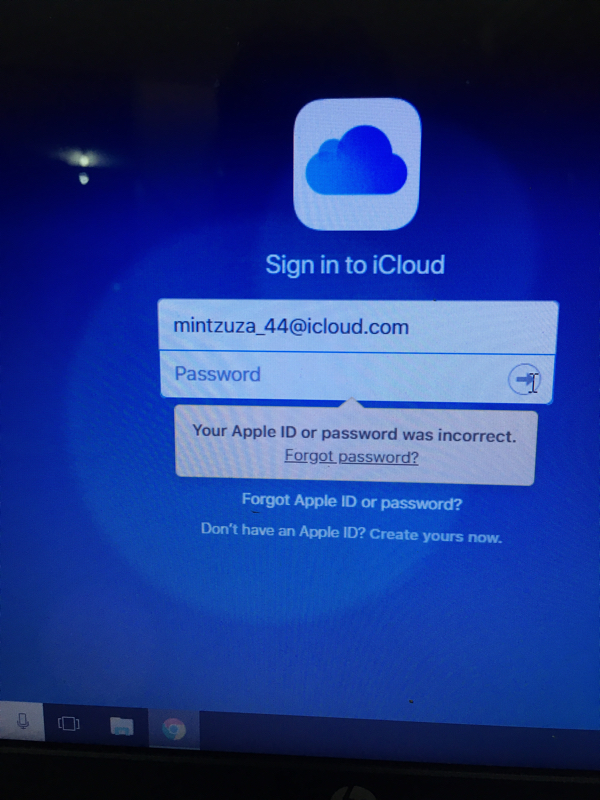 Sign in to iCloud
mintzuza_44@icloud.com
Password
Your Apple ID or password was incorrect.
Forgot password?
Forgot Apple ID or password?
Don't have an Apple ID? Create yours now.